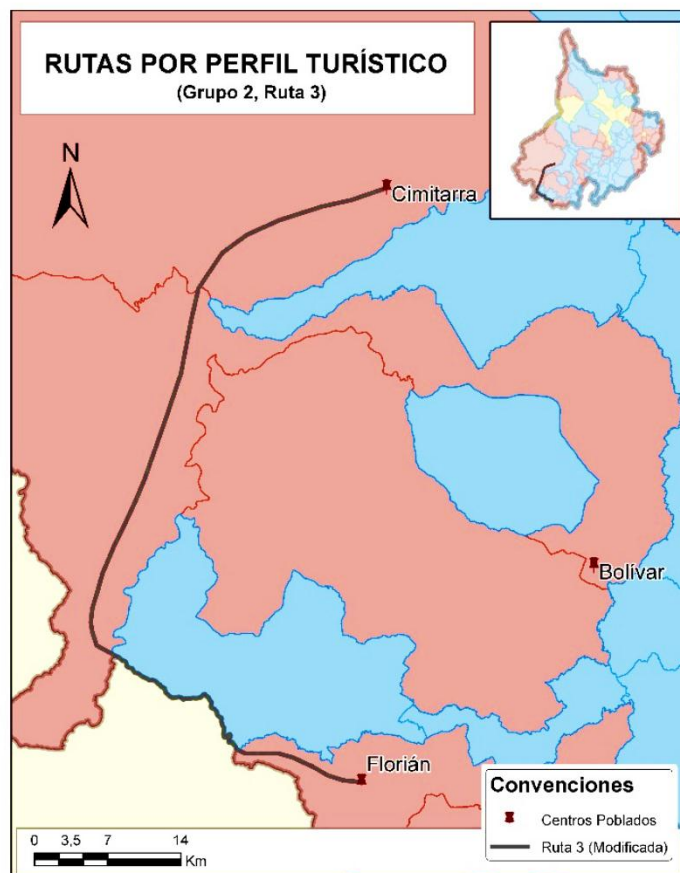 RUTAS POR PERFIL TURÍSTICO
(Grupo 2, Ruta 3)
N
Cimitarra
Bolívar
Florián
Convenciones
Centros Poblados
Ruta 3 (Modificada)
0 3,5 7 14
Km